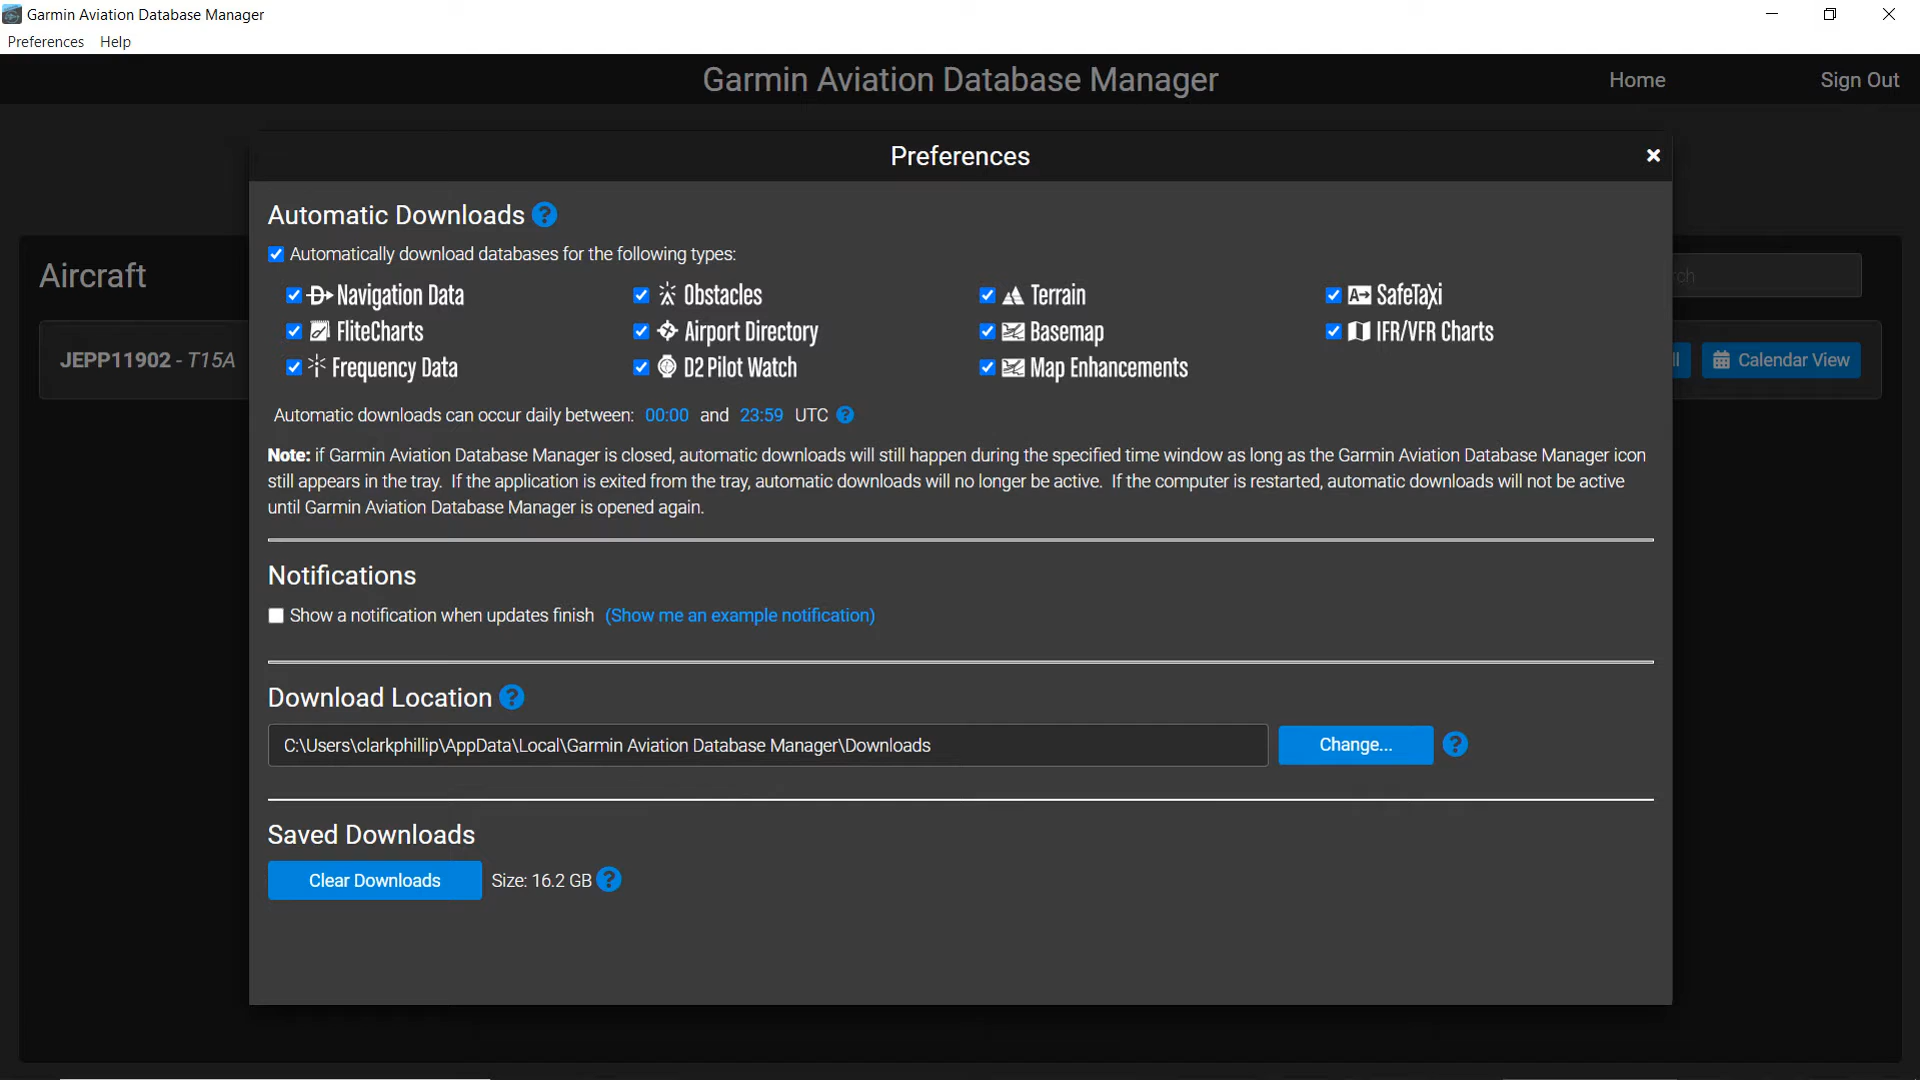 Garmin Aviation Database Manager
Preferences Help
Garmin Aviation Database Manager Home Sign Out
Preferences
Automatic Downloads ?
Automatically download databases for the following types:
Navigation Data Obstacles Terrain SafeTaxi
FliteCharts Airport Directory Basemap IFR/VFR Charts
Frequency Data D2 Pilot Watch Map Enhancements
Automatic downloads can occur daily between: 00:00 and 23:59 UTC ?
Note: if Garmin Aviation Database Manager is closed, automatic downloads will still happen during the specified time window as long as the Garmin Aviation Database Manager icon
still appears in the tray. If the application is exited from the tray, automatic downloads will no longer be active. If the computer is restarted, automatic downloads will not be active
until Garmin Aviation Database Manager is opened again.
Notifications
Show a notification when updates finish (Show me an example notification)
Download Location ?
C:\Users\clarkphillip\AppData\Local\Garmin Aviation Database Manager\Downloads Change... ?
Saved Downloads
Clear Downloads Size: 16.2 GB ?
Aircraft
JEPP11902 - T15A
Calendar View